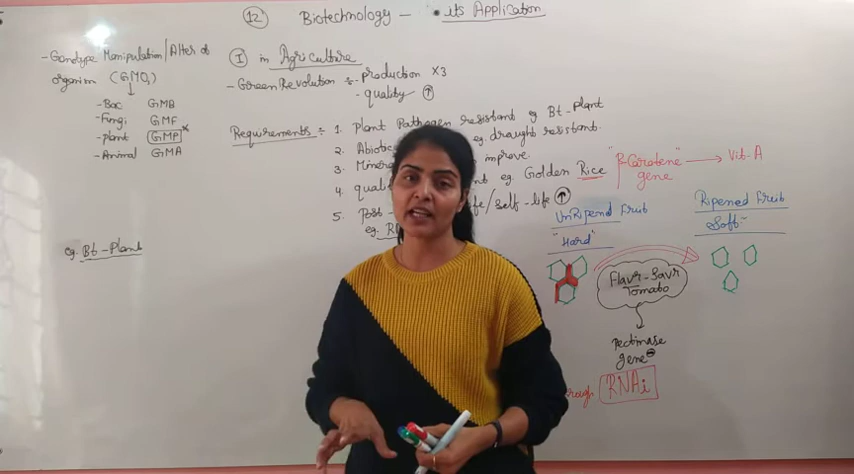 12
Biotechnology – its Application
- Genotype Manipulation/Alter of
organism (GMO)
- Bac GMB
- Fungi GMF
- plant GMP
- Animal GMA
eg. Bt-Plant
I in Agriculture
- Green Revolution - production X3
- quality ↑
Requirements 1. Plant Pathogen resistant eg Bt-Plant
2. Abiotic eg. draught resistant.
3. improve.
4. eg. Golden Rice
5. Post - /Self-life ↑
eg.
"β-Carotene" → Vit-A
gene
UnRipend Fruit
"Hard"
Ripened Fruit
Soft"
Flavr-Savr
Tomato
Pectinase
gene ⊖
RNAi